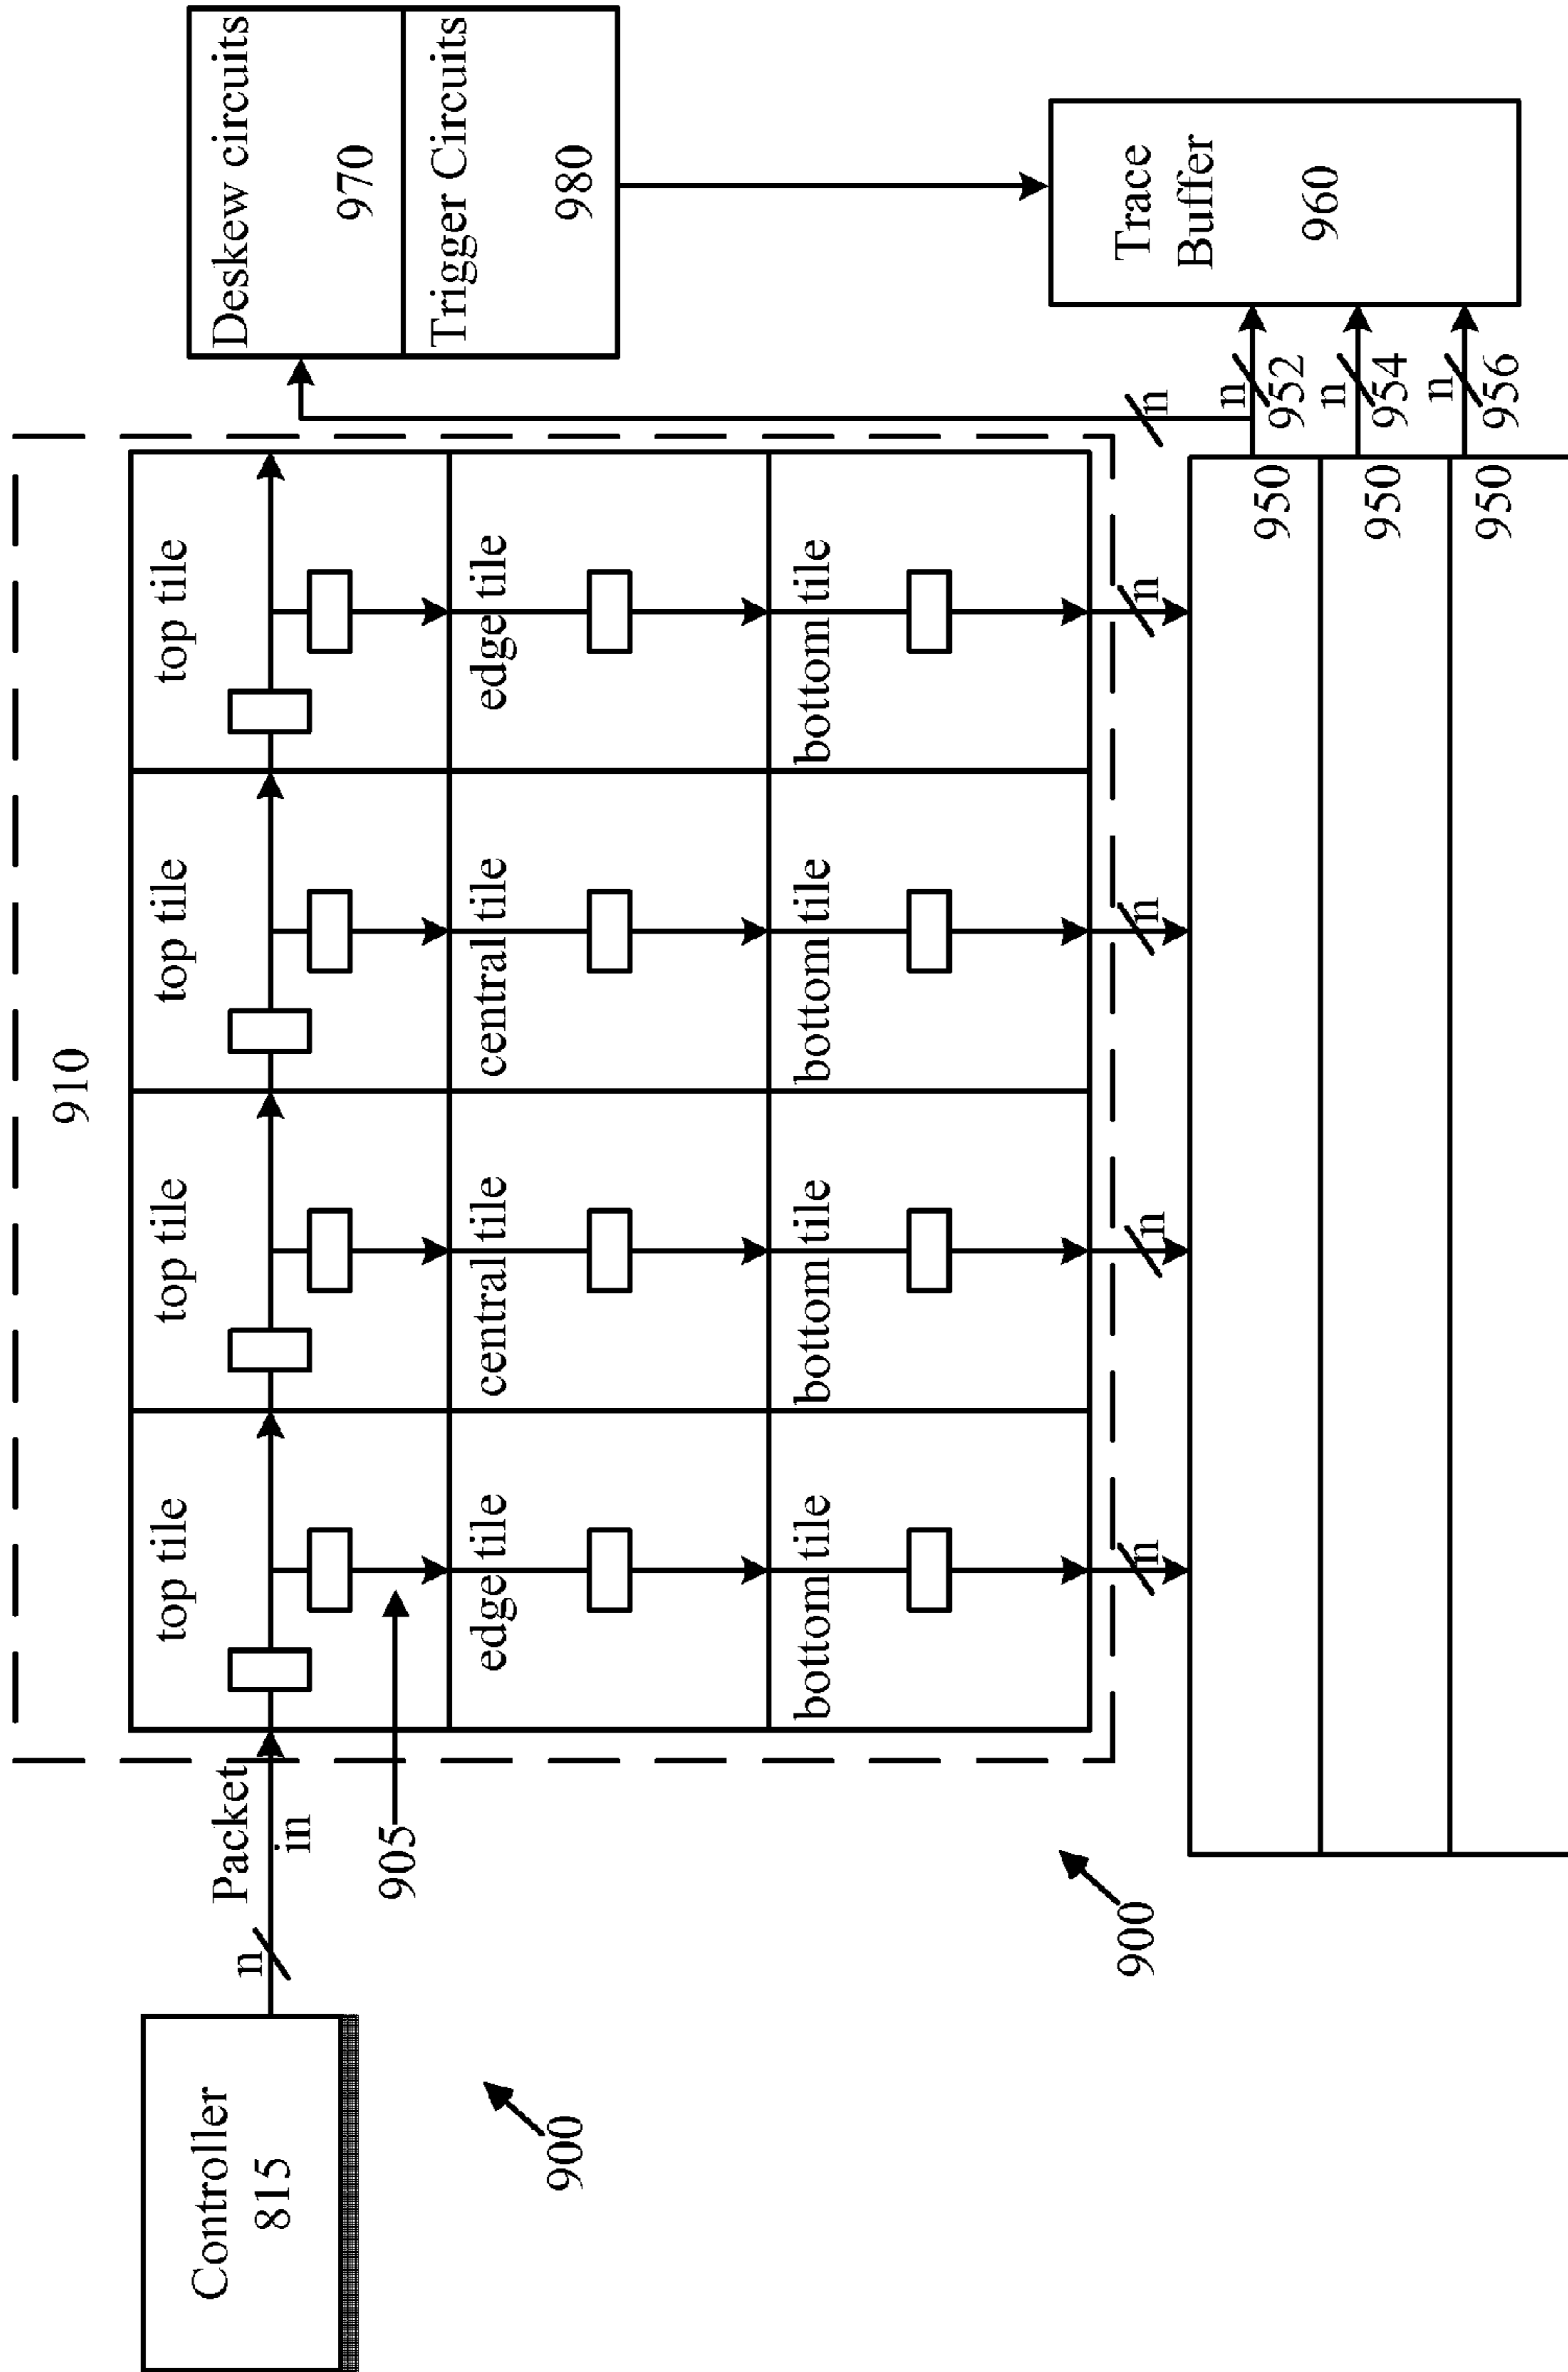 910
Controller
815
n
Packet
in
905
900
900
top tile
top tile
top tile
top tile
edge tile
central tile
central tile
edge tile
bottom tile
bottom tile
bottom tile
bottom tile
n
n
n
n
n
950
950
950
n
952
n
954
n
956
Deskew circuits
970
Trigger Circuits
980
Trace
Buffer
960